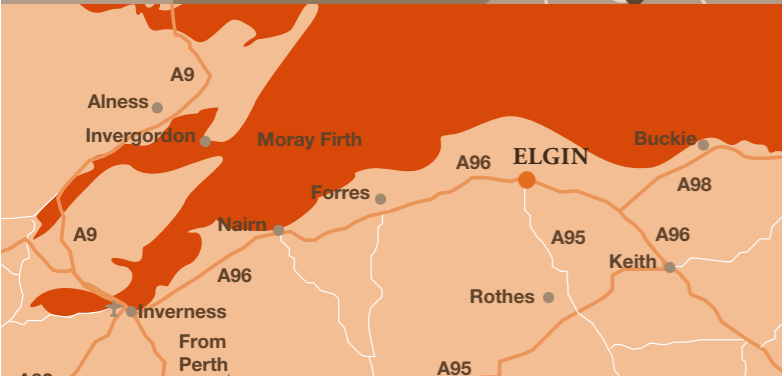 A9
Alness
Invergordon
Moray Firth
Buckie
ELGIN
A96
A98
Forres
Nairn
A9
A95
A96
Keith
A96
Rothes
Inverness
From
Perth
A95